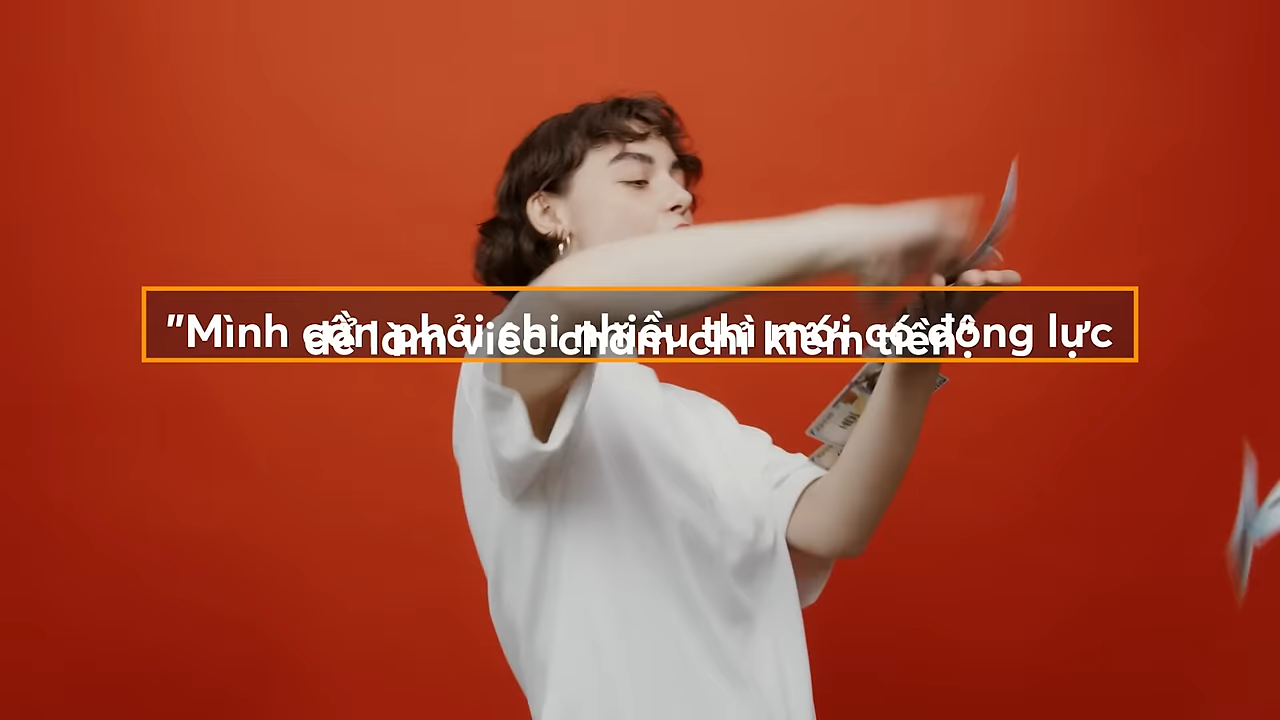 "Mình cần phải chi nhiều thì mới có động lực
để làm việc chăm chỉ kiếm tiền"